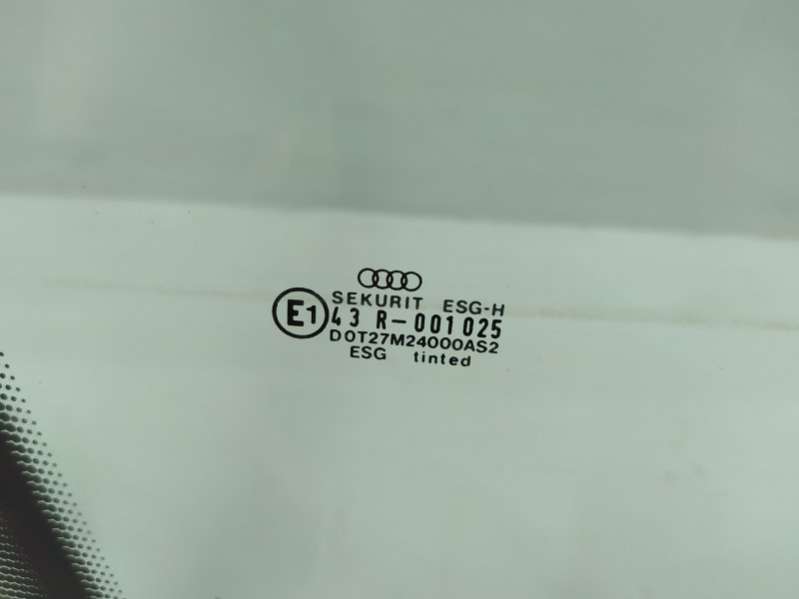 SEKURIT ESG-H
E1 43 R-001025
DOT27M24000AS2
ESG tinted